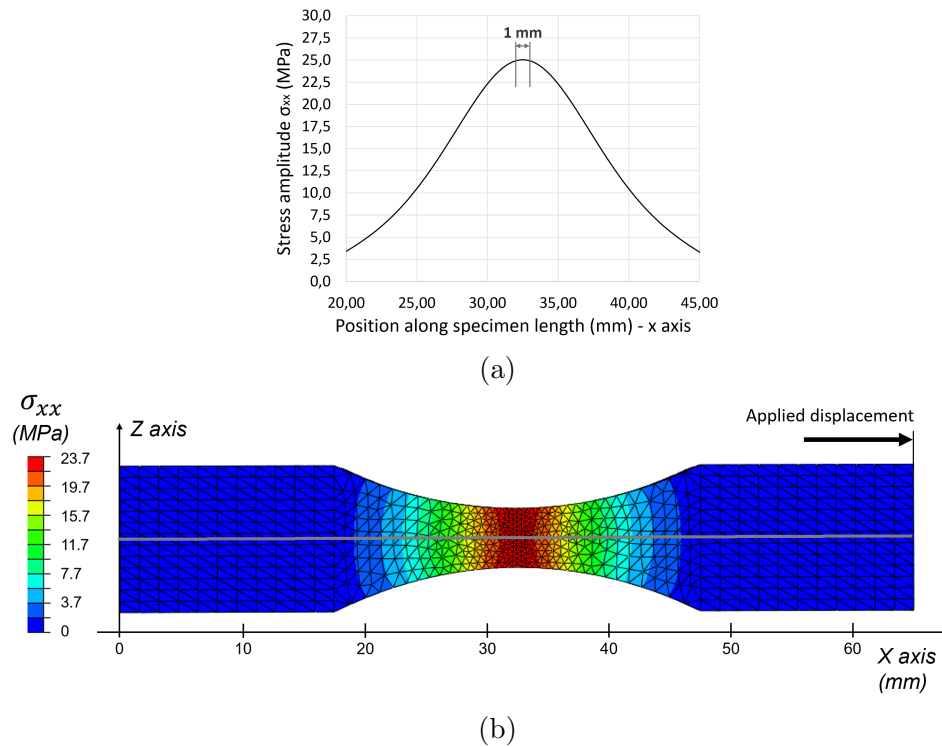 30,0
27,5
25,0
22,5
20,0
17,5
15,0
12,5
10,0
7,5
5,0
2,5
0,0
Stress amplitude σxx (MPa)
1 mm
20,00 25,00 30,00 35,00 40,00 45,00
Position along specimen length (mm) - x axis
(a)
σxx
(MPa)
23.7
19.7
15.7
11.7
7.7
3.7
0
Z axis
Applied displacement
0 10 20 30 40 50 60
X axis
(mm)
(b)